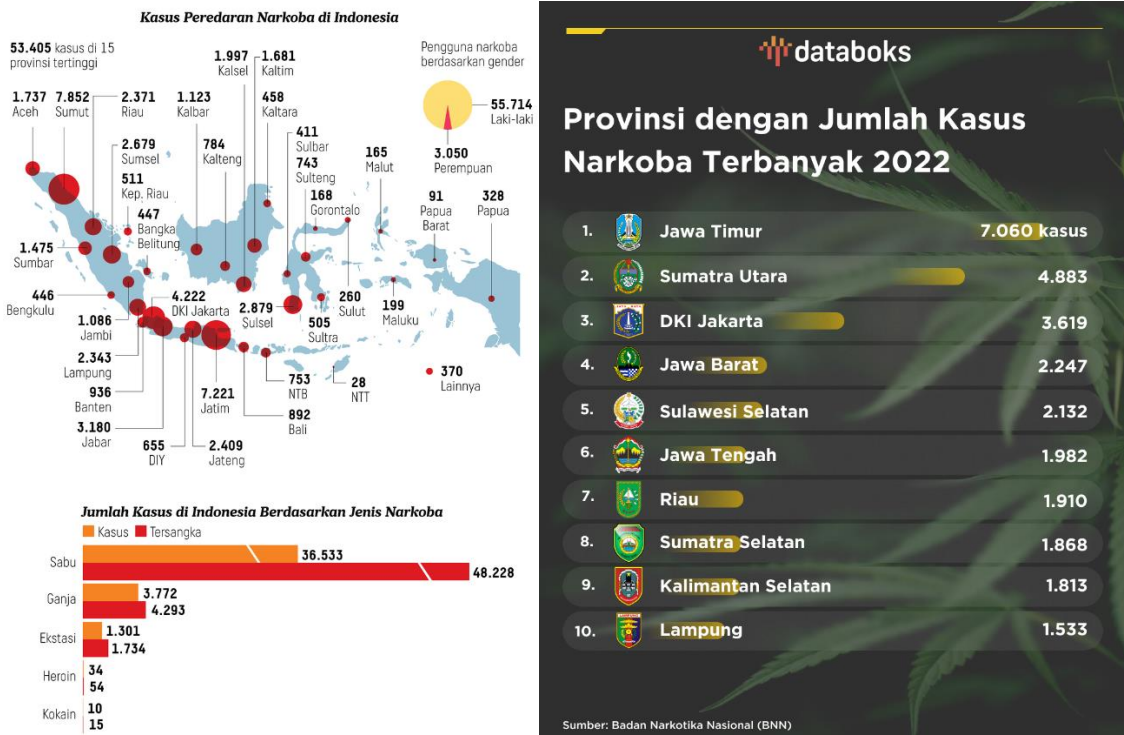 Kasus Peredaran Narkoba di Indonesia
53.405 kasus di 15
provinsi tertinggi
Pengguna narkoba
berdasarkan gender
55.714
Laki-laki
3.050
Perempuan
1.737
Aceh
7.852
Sumut
2.371
Riau
2.679
Sumsel
511
Kep. Riau
447
Bangka
Belitung
1.123
Kalbar
784
Kalteng
1.997
Kalsel
1.681
Kaltim
458
Kaltara
411
Sulbar
743
Sulteng
168
Gorontalo
165
Malut
91
Papua
Barat
328
Papua
1.475
Sumbar
446
Bengkulu
1.086
Jambi
2.343
Lampung
936
Banten
3.180
Jabar
4.222
DKI Jakarta
655
DIY
2.409
Jateng
7.221
Jatim
892
Bali
753
NTB
28
NTT
2.879
Sulsel
505
Sultra
260
Sulut
199
Maluku
370
Lainnya
Jumlah Kasus di Indonesia Berdasarkan Jenis Narkoba
Kasus Tersangka
Sabu
36.533
48.228
Ganja
3.772
4.293
Ekstasi
1.301
1.734
Heroin
34
54
Kokain
10
15
databoks
Provinsi dengan Jumlah Kasus
Narkoba Terbanyak 2022
1. Jawa Timur 7.060 kasus
2. Sumatra Utara 4.883
3. DKI Jakarta 3.619
4. Jawa Barat 2.247
5. Sulawesi Selatan 2.132
6. Jawa Tengah 1.982
7. Riau 1.910
8. Sumatra Selatan 1.868
9. Kalimantan Selatan 1.813
10. Lampung 1.533
Sumber: Badan Narkotika Nasional (BNN)